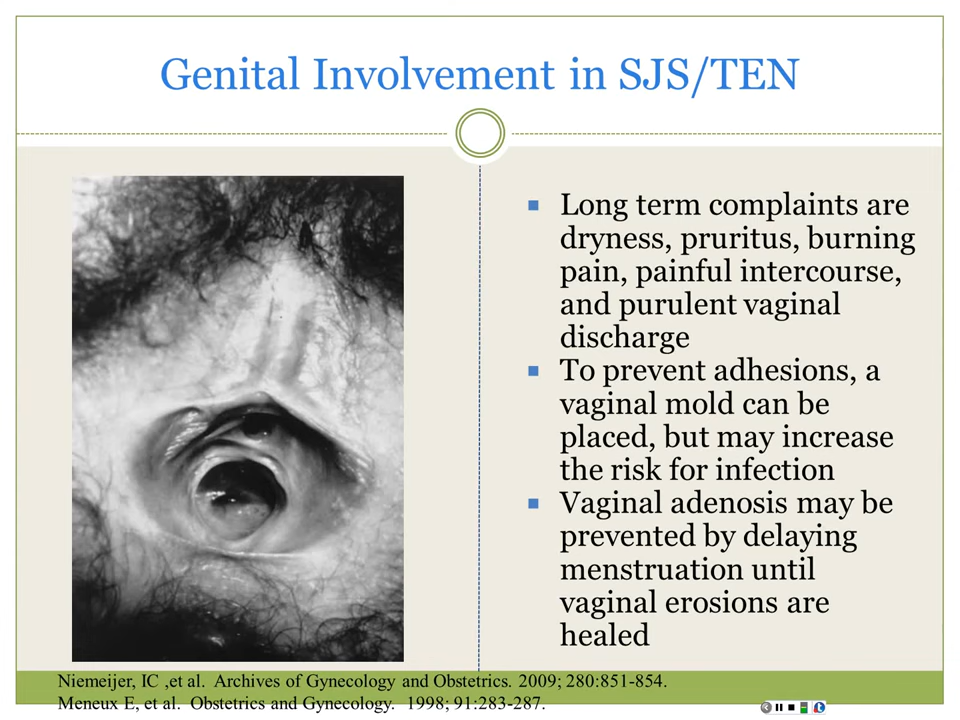 Genital Involvement in SJS/TEN
▪ Long term complaints are
dryness, pruritus, burning
pain, painful intercourse,
and purulent vaginal
discharge
▪ To prevent adhesions, a
vaginal mold can be
placed, but may increase
the risk for infection
▪ Vaginal adenosis may be
prevented by delaying
menstruation until
vaginal erosions are
healed
Niemeijer, IC ,et al. Archives of Gynecology and Obstetrics. 2009; 280:851-854.
Meneux E, et al. Obstetrics and Gynecology. 1998; 91:283-287.